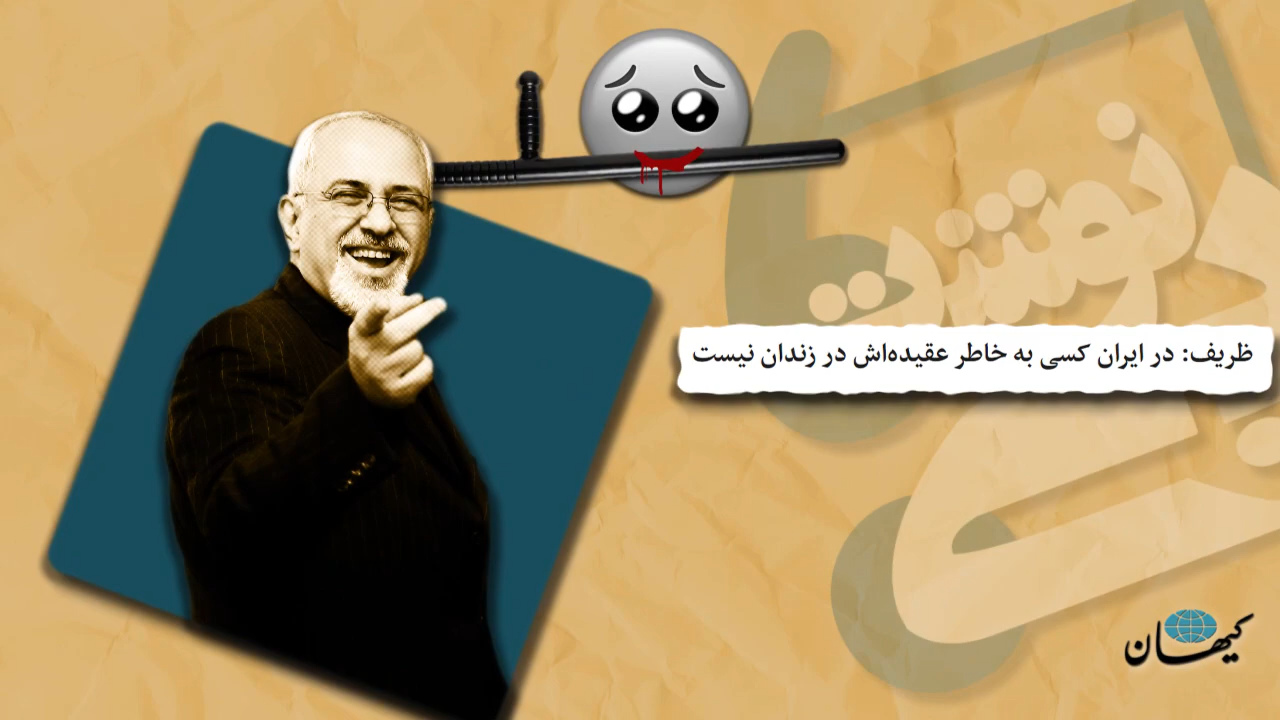 ظریف: در ایران کسی به خاطر عقیده‌اش در زندان نیست
کیهان